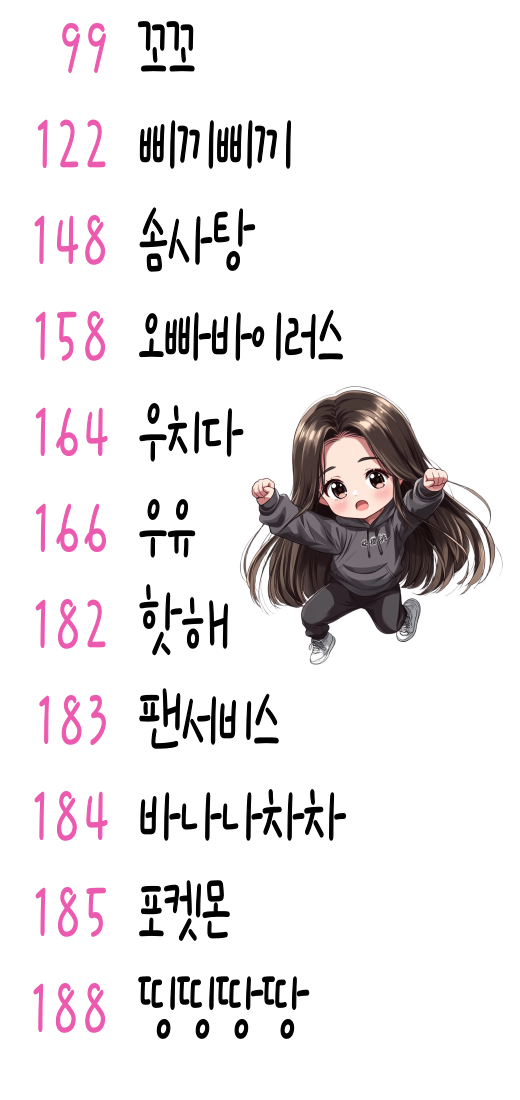 99 꼬꼬
122 삐끼삐끼
148 솜사탕
158 오빠바이러스
164 우치다
166 우유
182 핫해
183 팬서비스
184 바나나차차
185 포켓몬
188 띵띵땅땅